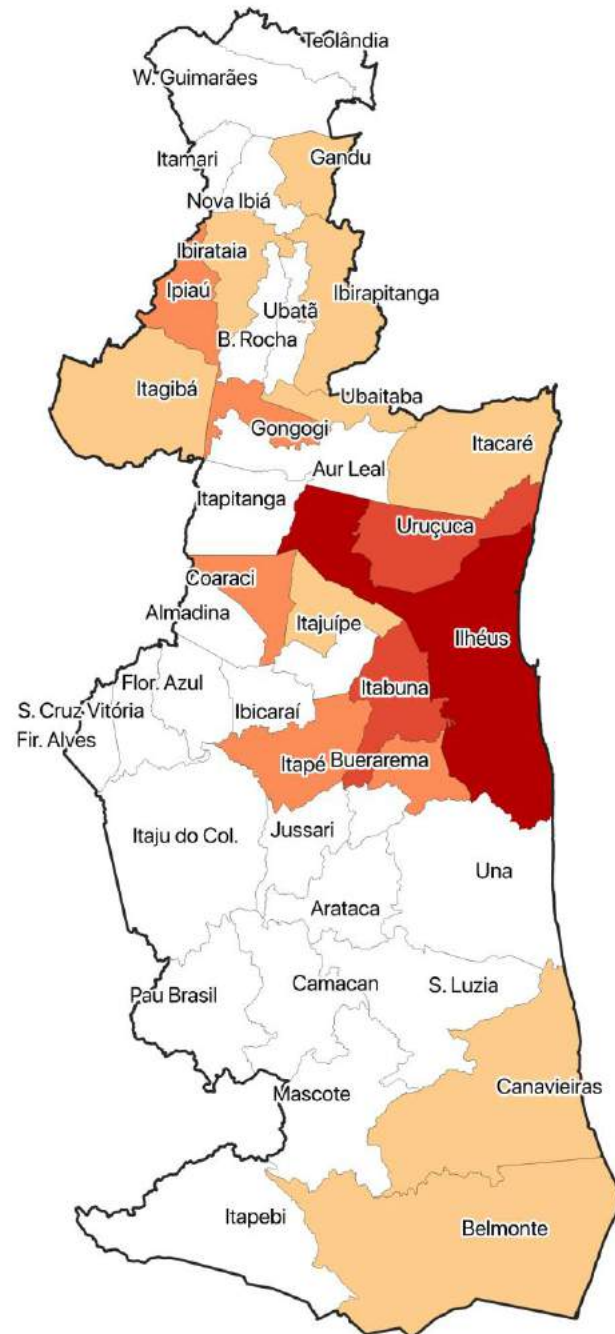 Teolândia
W. Guimarães
Itamari
Gandu
Nova Ibiá
Ibirataia
Ipiaú
Ibirapitanga
Ubatã
B. Rocha
Itagibá
Ubaitaba
Gongogi
Itacaré
Aur Leal
Itapitanga
Uruçuca
Coaraci
Almadina
Itajuípe
Ilhéus
Flor. Azul
Itabuna
S. Cruz Vitória
Ibicaraí
Fir. Alves
Itapé
Buerarema
Itaju do Col.
Jussari
Una
Arataca
Pau Brasil
Camacan
S. Luzia
Canavieiras
Mascote
Itapebi
Belmonte